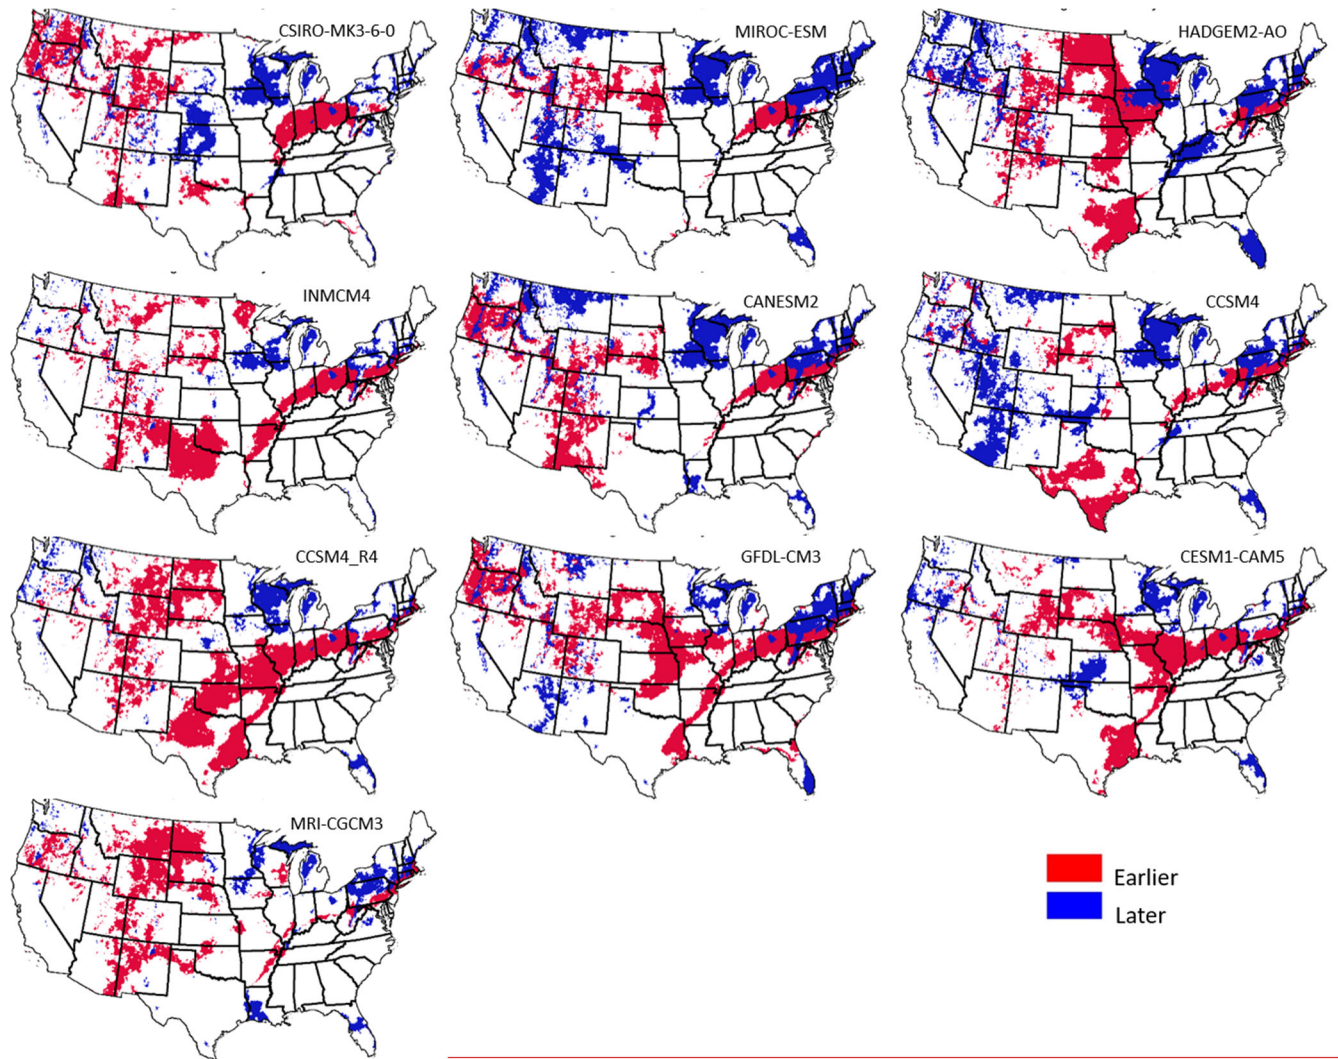 CSIRO-MK3-6-0
MIROC-ESM
HADGEM2-AO
INMCM4
CANESM2
CCSM4
CCSM4_R4
GFDL-CM3
CESM1-CAM5
MRI-CGCM3
Earlier
Later